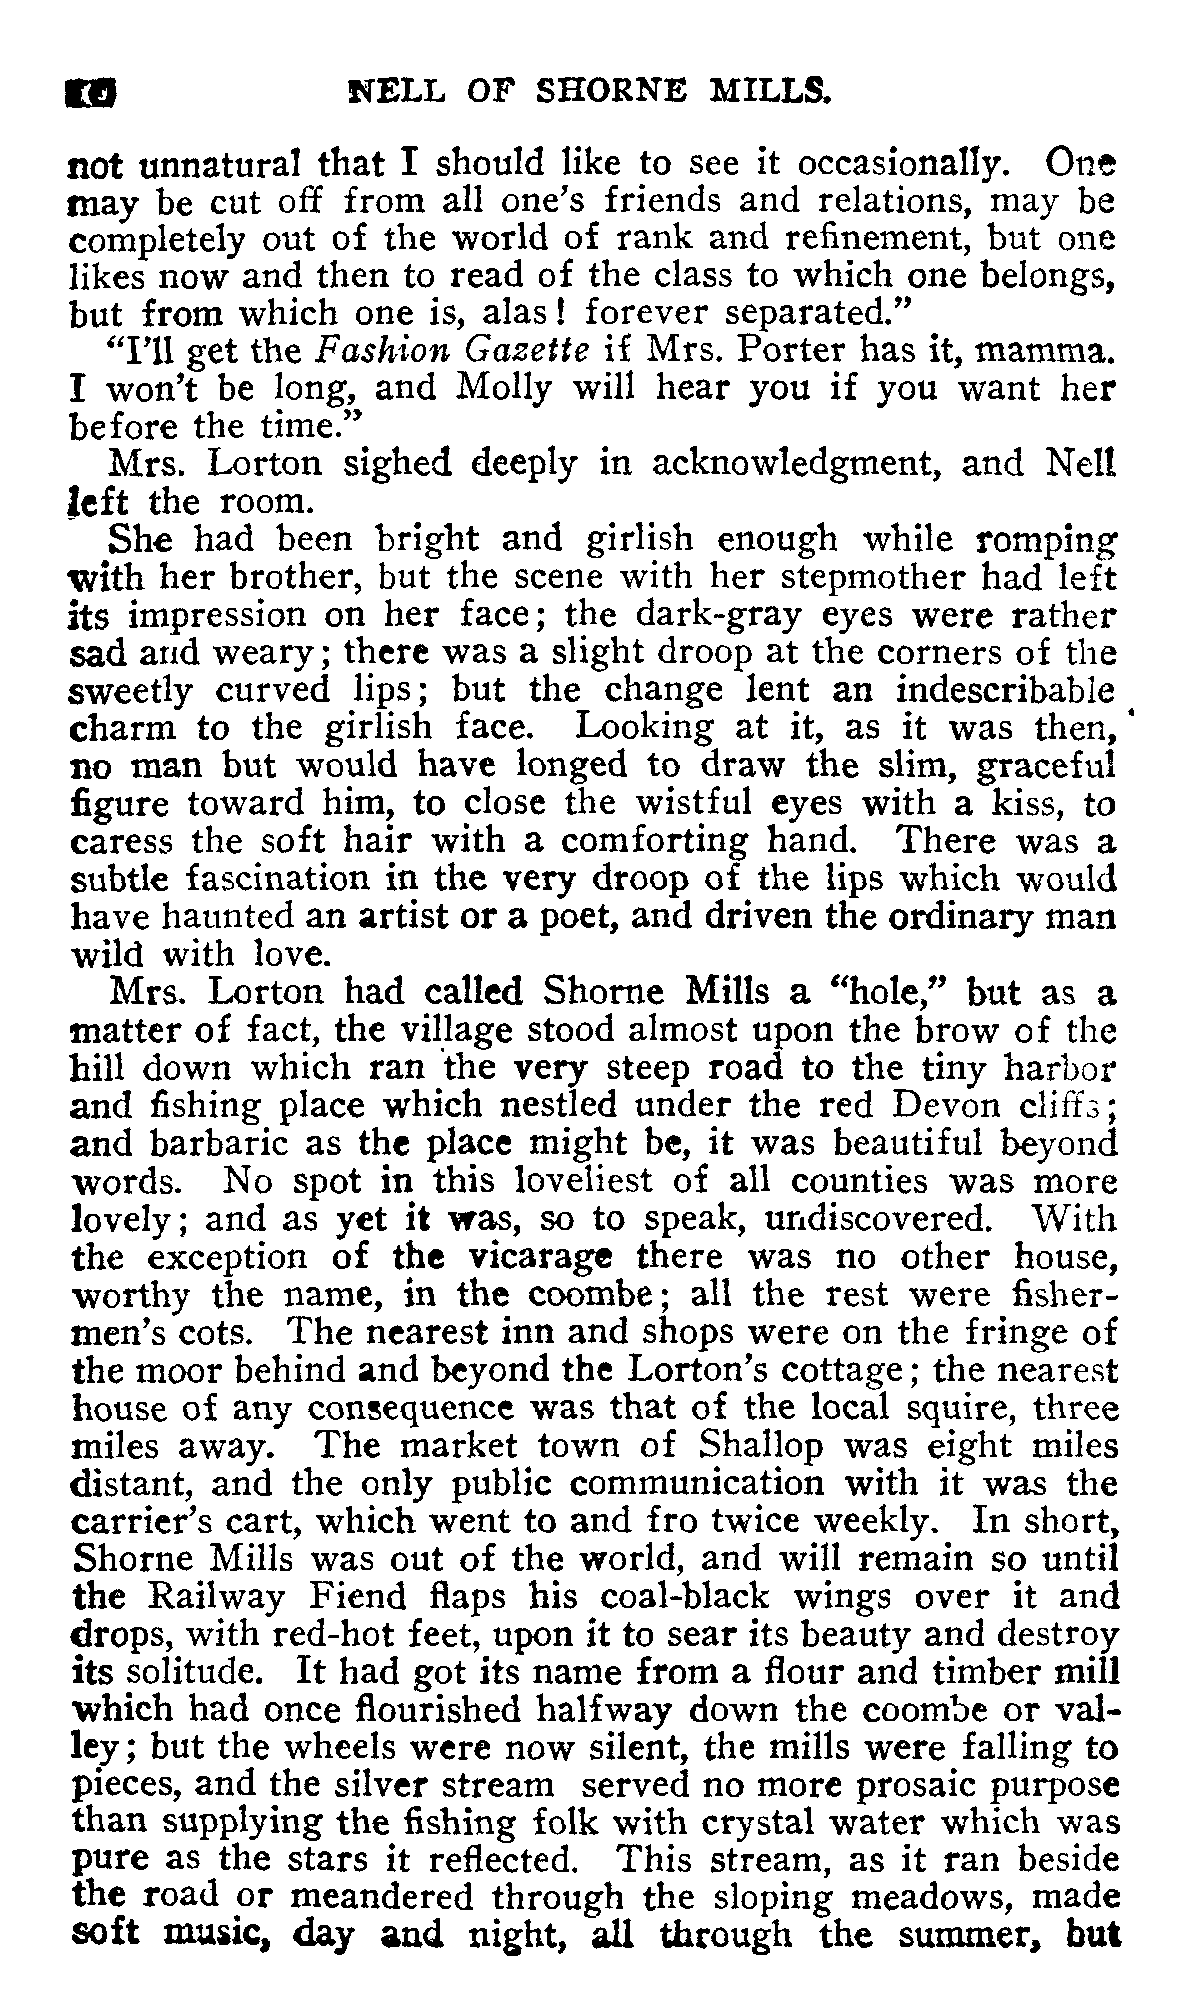 10 NELL OF SHORNE MILLS.
not unnatural that I should like to see it occasionally. One
may be cut off from all one's friends and relations, may be
completely out of the world of rank and refinement, but one
likes now and then to read of the class to which one belongs,
but from which one is, alas! forever separated."
"I'll get the Fashion Gazette if Mrs. Porter has it, mamma.
I won't be long, and Molly will hear you if you want her
before the time."
Mrs. Lorton sighed deeply in acknowledgment, and Nell
left the room.
She had been bright and girlish enough while romping
with her brother, but the scene with her stepmother had left
its impression on her face; the dark-gray eyes were rather
sad and weary; there was a slight droop at the corners of the
sweetly curved lips; but the change lent an indescribable
charm to the girlish face. Looking at it, as it was then,
no man but would have longed to draw the slim, graceful
figure toward him, to close the wistful eyes with a kiss, to
caress the soft hair with a comforting hand. There was a
subtle fascination in the very droop of the lips which would
have haunted an artist or a poet, and driven the ordinary man
wild with love.
Mrs. Lorton had called Shorne Mills a "hole," but as a
matter of fact, the village stood almost upon the brow of the
hill down which ran the very steep road to the tiny harbor
and fishing place which nestled under the red Devon cliffs;
and barbaric as the place might be, it was beautiful beyond
words. No spot in this loveliest of all counties was more
lovely; and as yet it was, so to speak, undiscovered. With
the exception of the vicarage there was no other house,
worthy the name, in the coombe; all the rest were fisher-
men's cots. The nearest inn and shops were on the fringe of
the moor behind and beyond the Lorton's cottage; the nearest
house of any consequence was that of the local squire, three
miles away. The market town of Shallop was eight miles
distant, and the only public communication with it was the
carrier's cart, which went to and fro twice weekly. In short,
Shorne Mills was out of the world, and will remain so until
the Railway Fiend flaps his coal-black wings over it and
drops, with red-hot feet, upon it to sear its beauty and destroy
its solitude. It had got its name from a flour and timber mill
which had once flourished halfway down the coombe or val-
ley; but the wheels were now silent, the mills were falling to
pieces, and the silver stream served no more prosaic purpose
than supplying the fishing folk with crystal water which was
pure as the stars it reflected. This stream, as it ran beside
the road or meandered through the sloping meadows, made
soft music, day and night, all through the summer, but